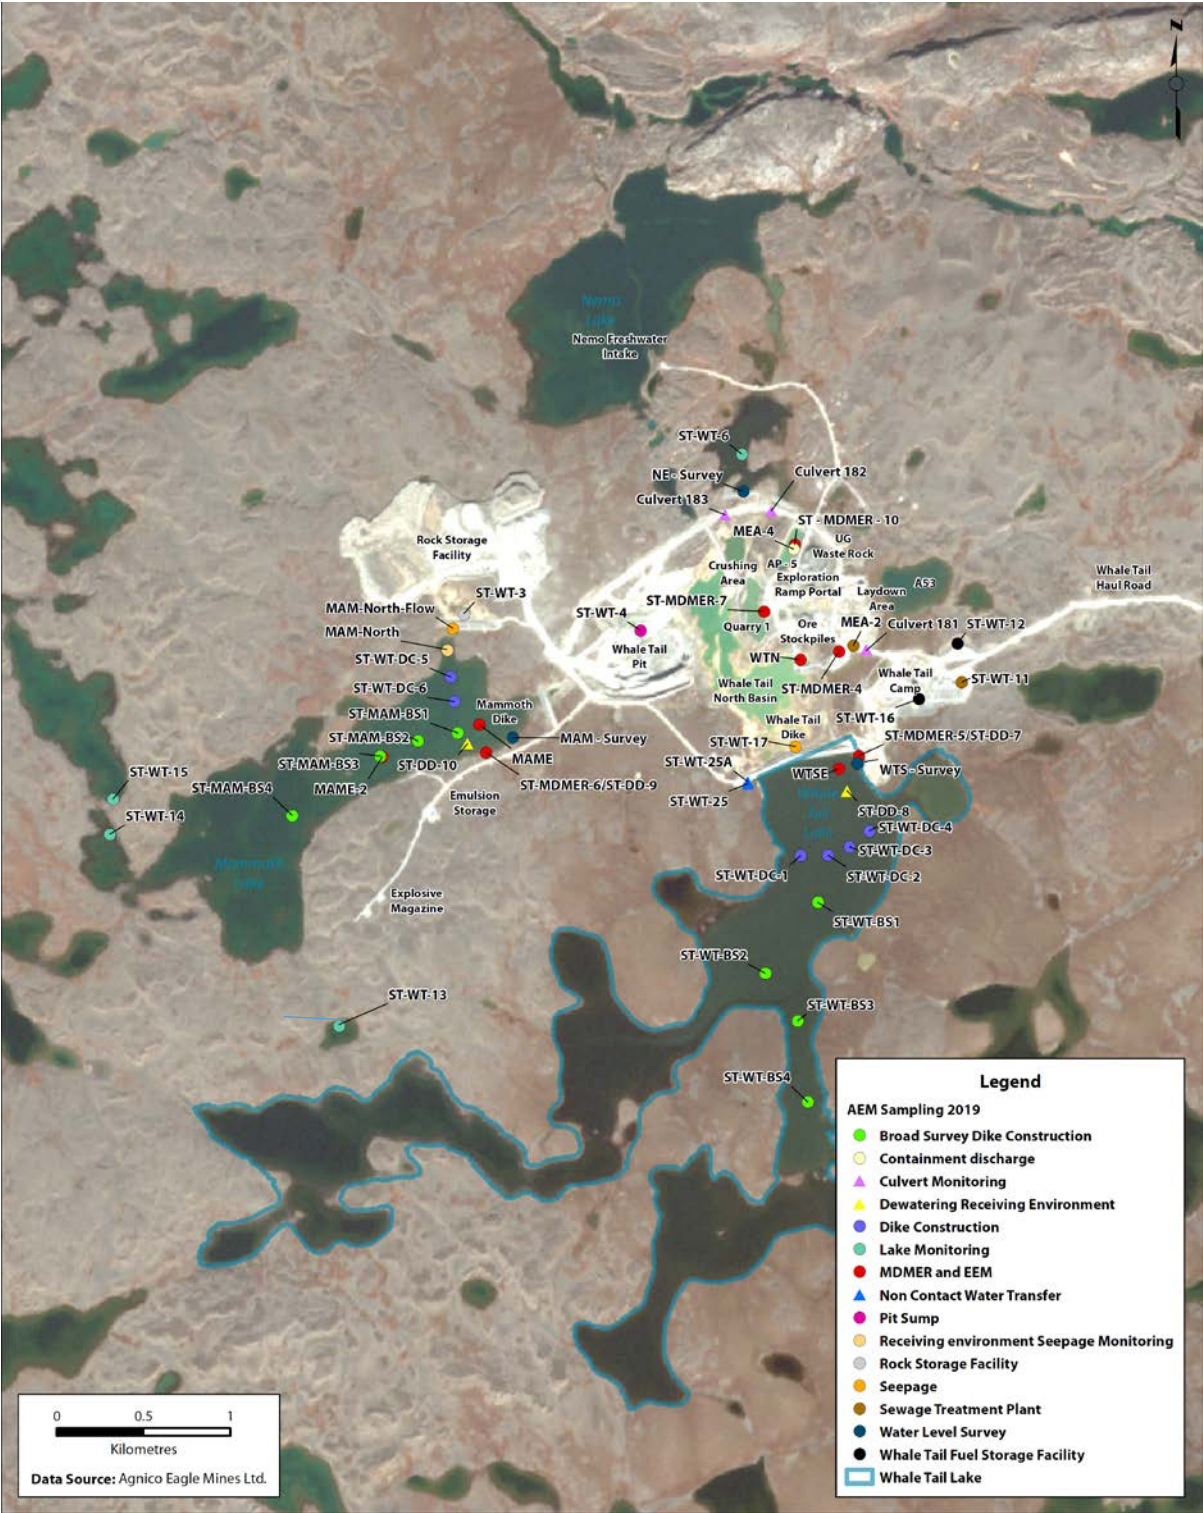 N
Nemo
Lake
Nemo Freshwater
Intake
ST-WT-6
NE - Survey
Culvert 182
Culvert 183
ST - MDMER - 10
MEA-4
UG
Waste Rock
Rock Storage
Facility
Crushing
Area
AP - 5
Exploration
Ramp Portal
Whale Tail
Haul Road
AS3
Laydown
Area
ST-WT-3
MAM-North-Flow
ST-MDMER-7
ST-WT-4
Quarry 1
Ore
Stockpiles
MEA-2
Culvert 181
ST-WT-12
MAM-North
Whale Tail
Pit
WTN
ST-WT-DC-5
ST-MDMER-4
Whale Tail
Camp
ST-WT-11
ST-WT-DC-6
Whale Tail
North Basin
ST-WT-16
Mammoth
Dike
ST-MAM-BS1
Whale Tail
Dike
ST-MAM-BS2
MAM - Survey
ST-WT-17
ST-MDMER-5/ST-DD-7
ST-MAM-BS3
ST-DD-10
MAME
WTS - Survey
ST-WT-15
MAME-2
ST-MDMER-6/ST-DD-9
ST-WT-25A
WTSE
ST-MAM-BS4
Emulsion
Storage
ST-WT-25
Whale
Tail
Lake
ST-DD-8
ST-WT-14
ST-WT-DC-4
ST-WT-DC-3
Mammoth
Lake
ST-WT-DC-1
ST-WT-DC-2
Explosive
Magazine
ST-WT-BS1
ST-WT-BS2
ST-WT-13
ST-WT-BS3
ST-WT-BS4
Legend
AEM Sampling 2019
Broad Survey Dike Construction
Containment discharge
Culvert Monitoring
Dewatering Receiving Environment
Dike Construction
Lake Monitoring
MDMER and EEM
Non Contact Water Transfer
Pit Sump
Receiving environment Seepage Monitoring
Rock Storage Facility
Seepage
Sewage Treatment Plant
Water Level Survey
Whale Tail Fuel Storage Facility
Whale Tail Lake
0 0.5 1
Kilometres
Data Source: Agnico Eagle Mines Ltd.